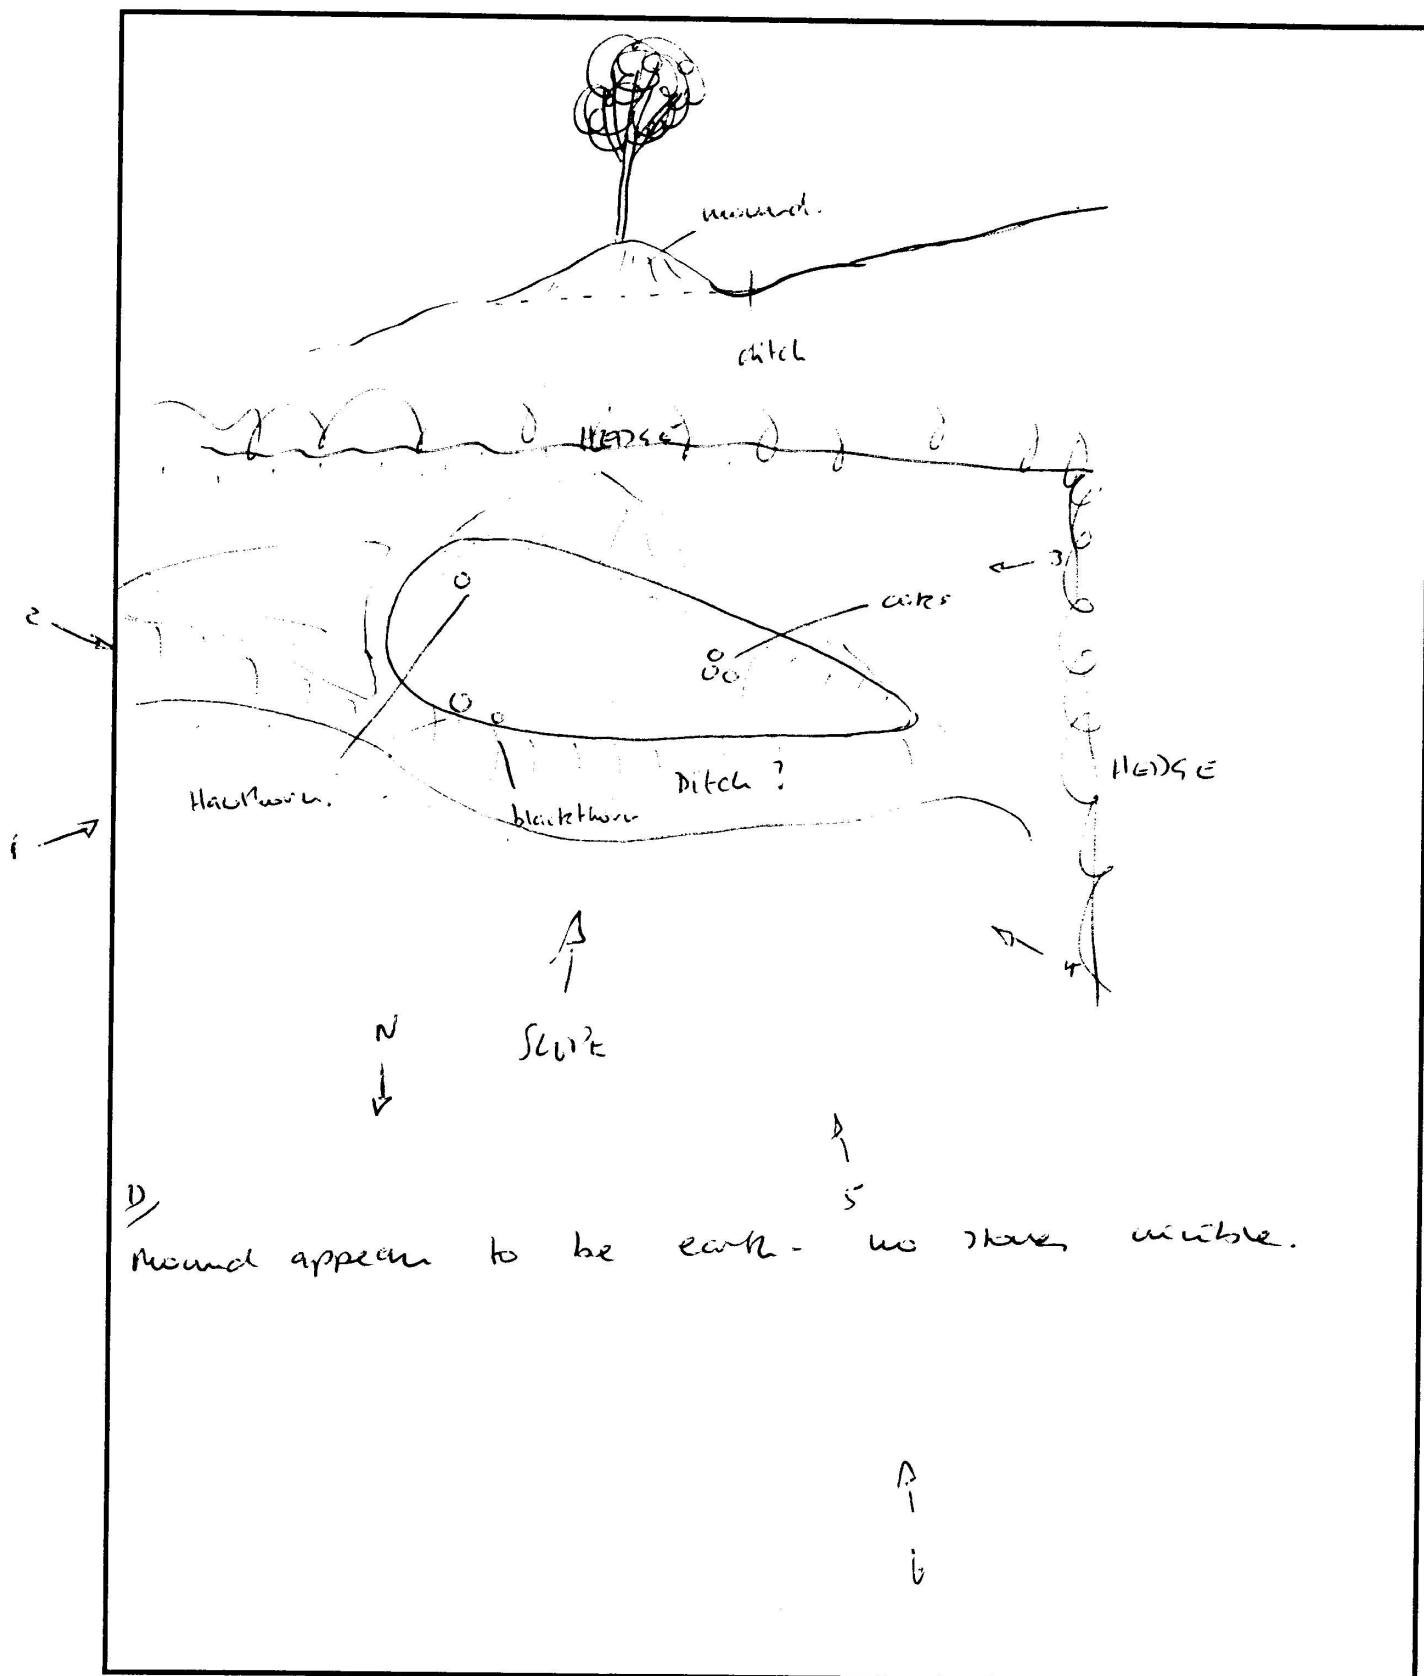 mound.
ditch
HEDGE
3
2
Hawthorn.
blackthorn
Ditch ?
HEDGE
1
4
N
SLOPE
5
D/
Mound appears to be earth - no stones visible.
6